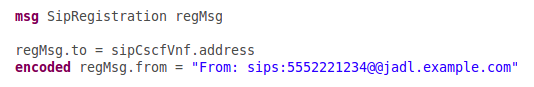 msg SipRegistration regMsg
regMsg.to = sipCscfVnf.address
encoded regMsg.from = "From: sips:5552221234@@jadl.example.com"